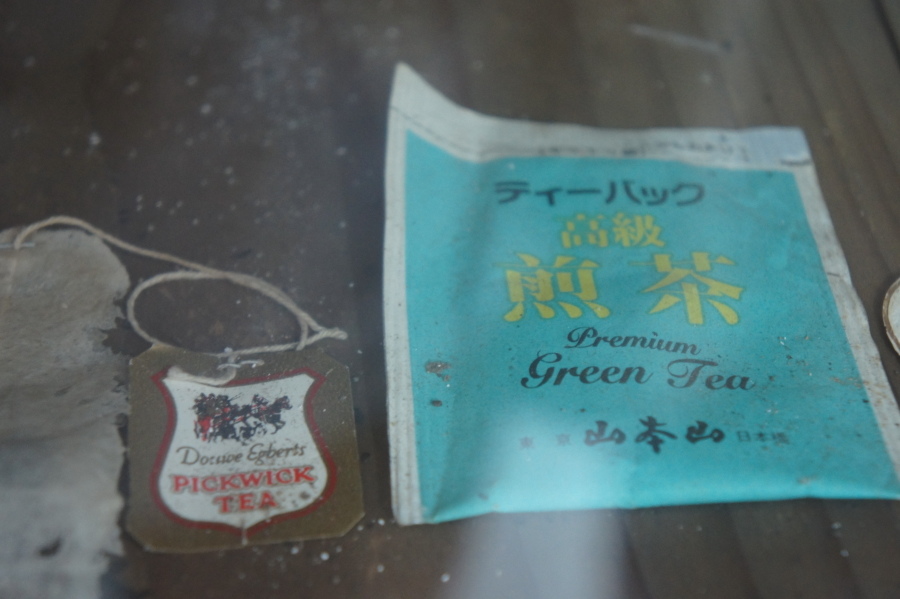 Douwe Egberts
PICKWICK
TEA
ティーバック
高級
煎茶
Premium
Green Tea
東京 山本山 日本橋